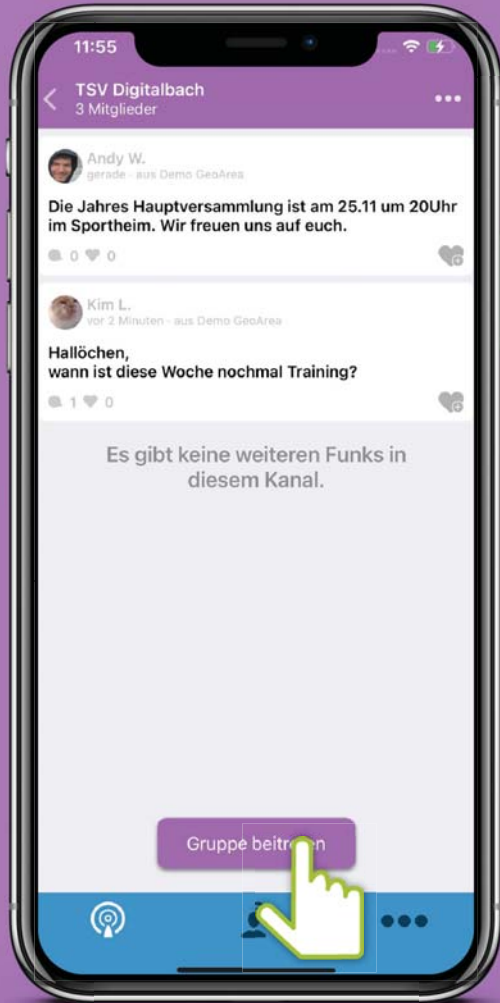 11:55
TSV Digitalbach
3 Mitglieder
Andy W.
gerade - aus Demo GeoArea
Die Jahres Hauptversammlung ist am 25.11 um 20Uhr
im Sportheim. Wir freuen uns auf euch.
0 0
Kim L.
vor 2 Minuten - aus Demo GeoArea
Hallöchen,
wann ist diese Woche nochmal Training?
1 0
Es gibt keine weiteren Funks in
diesem Kanal.
Gruppe beitreten